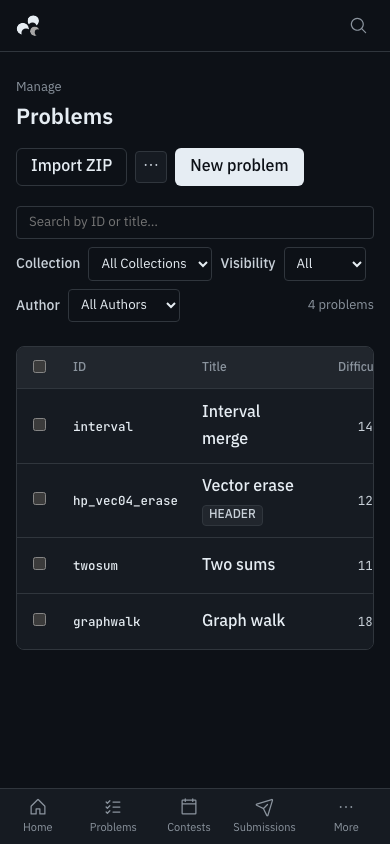 Manage
Problems
Import ZIP ... New problem
Search by ID or title...
Collection All Collections Visibility All
Author All Authors 4 problems
ID Title Difficu
interval Interval merge 14
hp_vec04_erase Vector erase 12
HEADER
twosum Two sums 11
graphwalk Graph walk 18
Home Problems Contests Submissions More